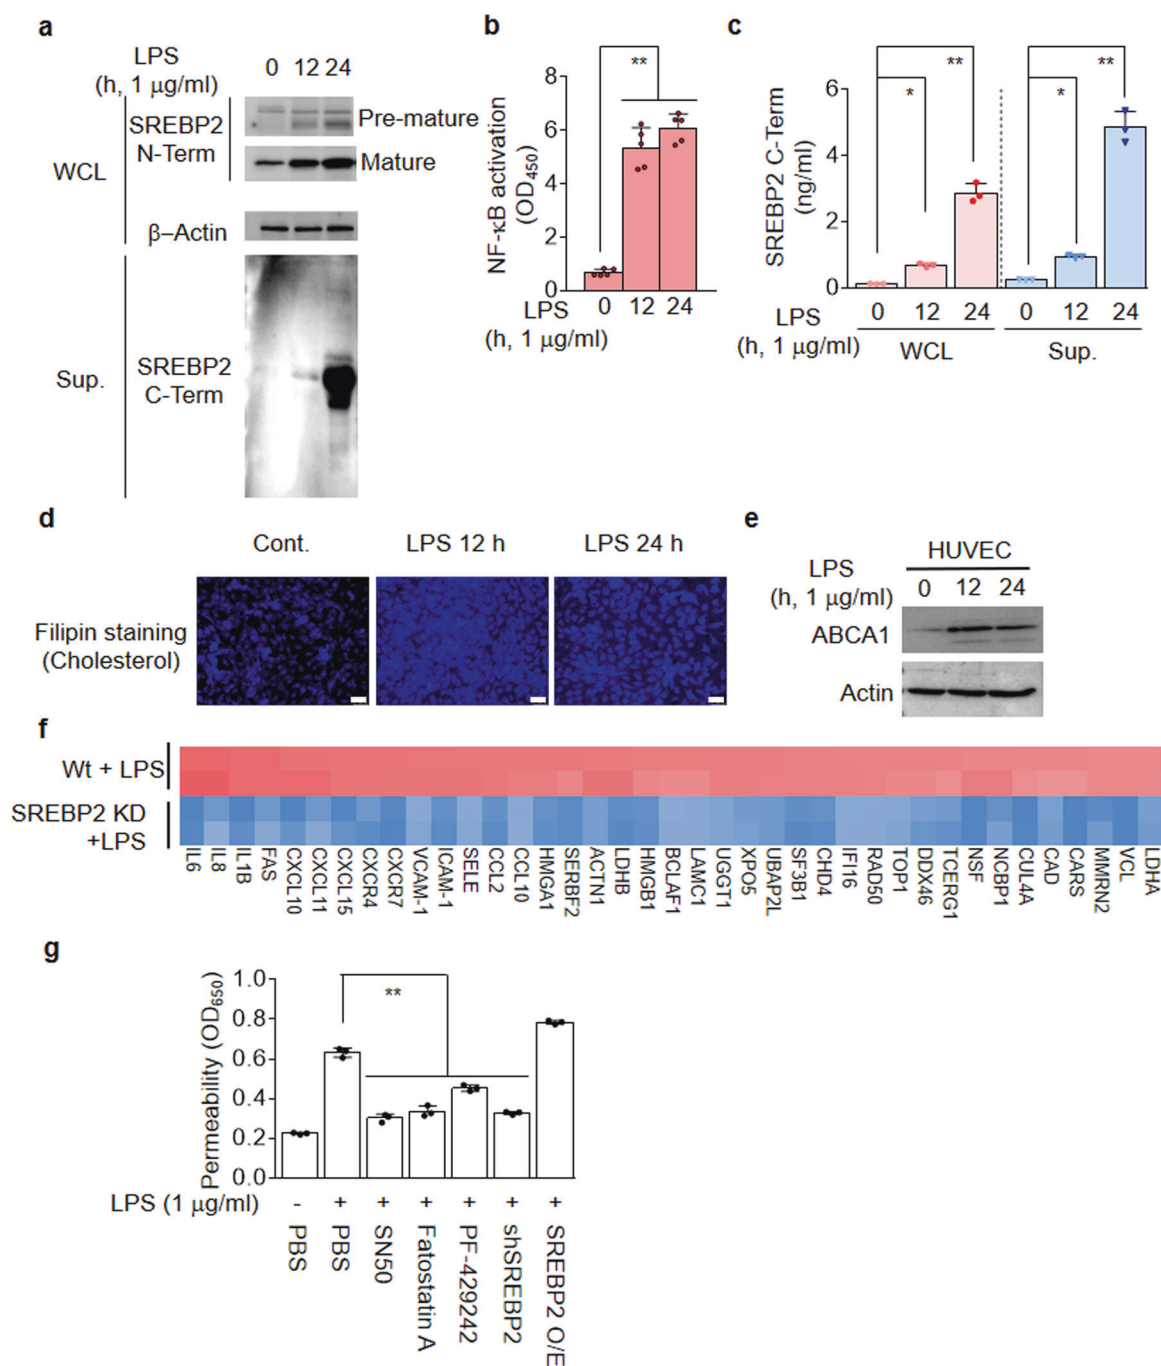 a
LPS
(h, 1 µg/ml)
0 12 24
SREBP2
N-Term
Pre-mature
Mature
WCL
β–Actin
Sup.
SREBP2
C-Term
b
**
8
6
4
2
0
NF-κB activation
(OD450)
0 12 24
LPS
(h, 1 µg/ml)
c
**
*
**
*
6
4
2
0
SREBP2 C-Term
(ng/ml)
0 12 24 0 12 24
LPS
(h, 1 µg/ml)
WCL Sup.
d
Cont. LPS 12 h LPS 24 h
Filipin staining
(Cholesterol)
e
HUVEC
LPS
(h, 1 µg/ml)
0 12 24
ABCA1
Actin
f
Wt + LPS
SREBP2 KD
+LPS
IL6
IL8
IL1B
FAS
CXCL10
CXCL11
CXCL15
CXCR4
CXCR7
VCAM-1
ICAM-1
SELE
CCL2
CCL10
HMGA1
SERBF2
ACTN1
LDHB
HMGB1
BCLAF1
LAMC1
UGGT1
XPO5
UBAP2L
SF3B1
CHD4
IFI16
RAD50
TOP1
DDX46
TCERG1
NSF
NCBP1
CUL4A
CAD
CARS
MMRN2
VCL
LDHA
g
**
1.0
0.8
0.6
0.4
0.2
0.0
Permeability (OD650)
LPS (1 µg/ml)
- + + + + + +
PBS
PBS
SN50
Fatostatin A
PF-429242
shSREBP2
SREBP2 O/E